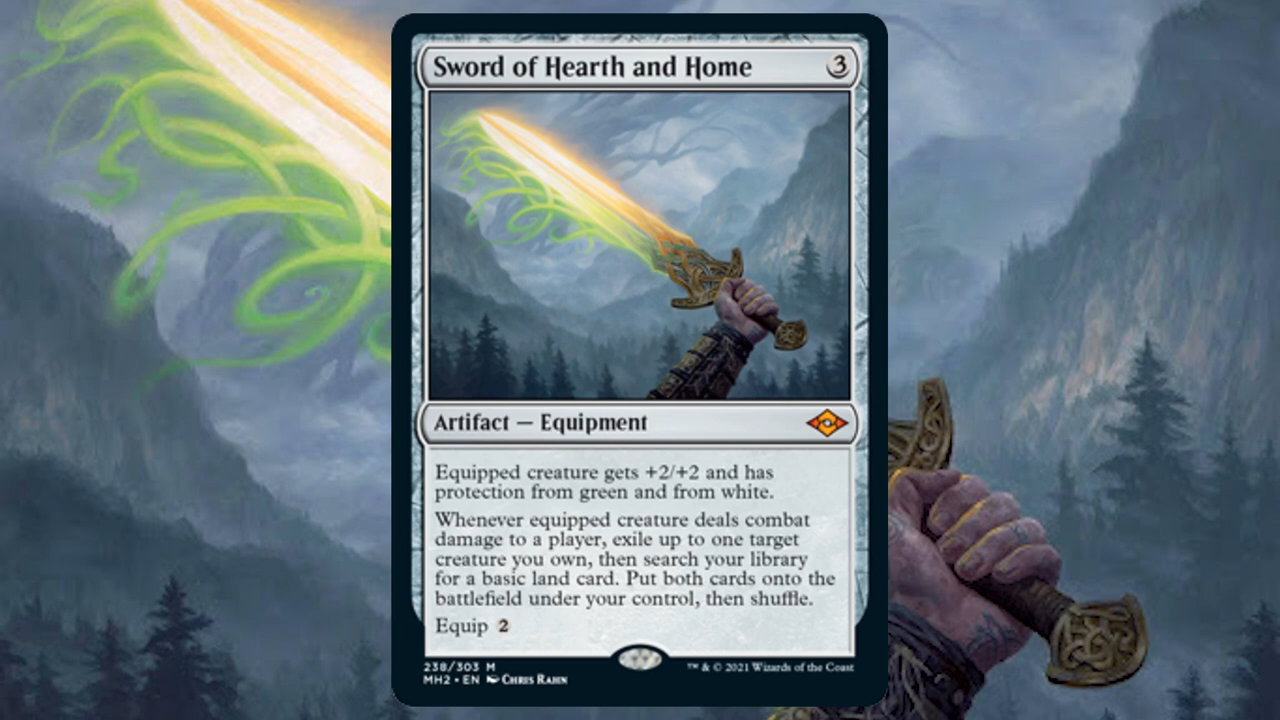 Sword of Hearth and Home 3
Artifact — Equipment
Equipped creature gets +2/+2 and has
protection from green and from white.
Whenever equipped creature deals combat
damage to a player, exile up to one target
creature you own, then search your library
for a basic land card. Put both cards onto the
battlefield under your control, then shuffle.
Equip 2
238/303 M
MH2 • EN Chris Rahn
™ & © 2021 Wizards of the Coast